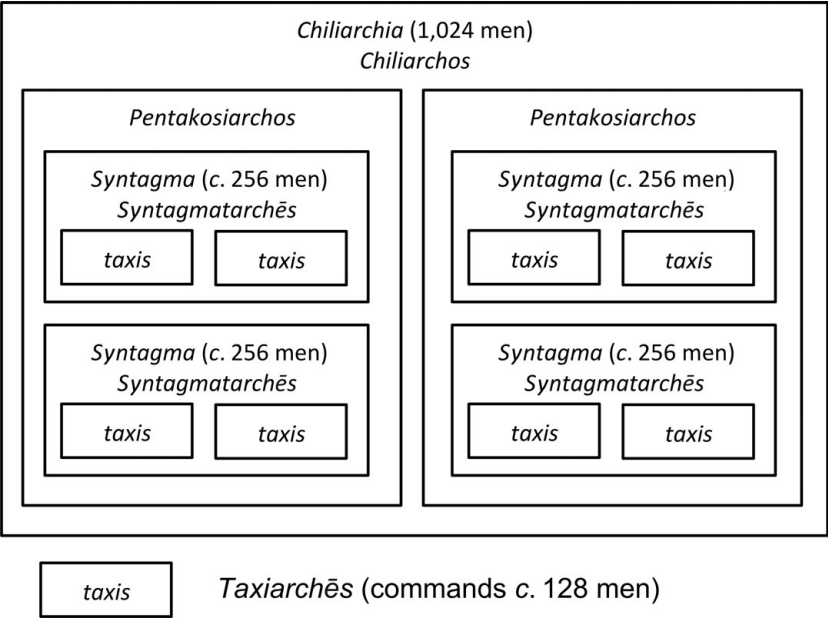 Chiliarchia (1,024 men)
Chiliarchos
Pentakosiarchos
Syntagma (c. 256 men)
Syntagmatarchēs
taxis
taxis
Syntagma (c. 256 men)
Syntagmatarchēs
taxis
taxis
Pentakosiarchos
Syntagma (c. 256 men)
Syntagmatarchēs
taxis
taxis
Syntagma (c. 256 men)
Syntagmatarchēs
taxis
taxis
taxis
Taxiarchēs (commands c. 128 men)